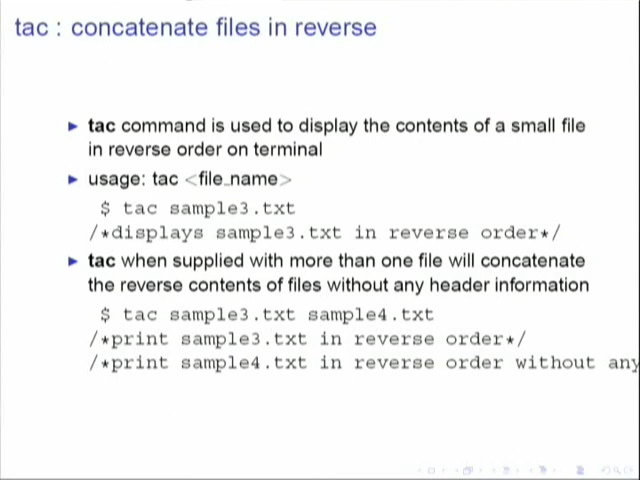 tac : concatenate files in reverse
tac command is used to display the contents of a small file
in reverse order on terminal
usage: tac <file_name>
$ tac sample3.txt
/*displays sample3.txt in reverse order*/
tac when supplied with more than one file will concatenate
the reverse contents of files without any header information
$ tac sample3.txt sample4.txt
/*print sample3.txt in reverse order*/
/*print sample4.txt in reverse order without any